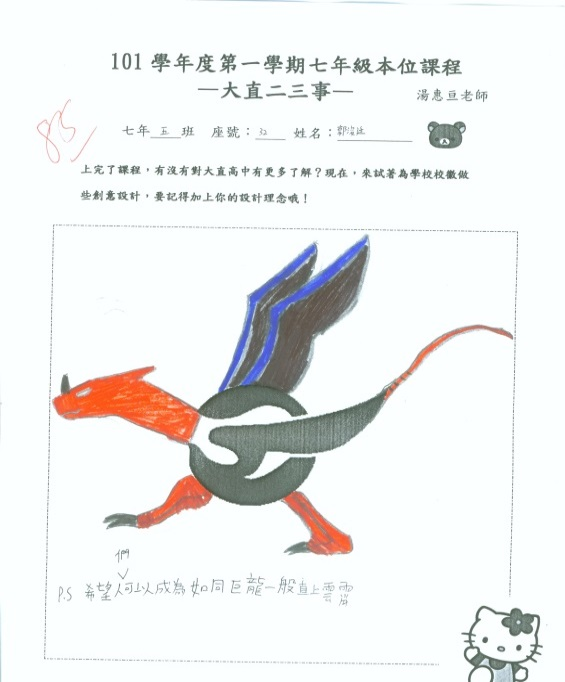 101 學年度第一學期七年級本位課程
—大直二三事—
湯惠亘老師
85
七年 五 班 座號：32 姓名：
上完了課程，有沒有對大直高中有更多了解？現在，來試著為學校校徽做
些創意設計，要記得加上你的設計理念哦！
們
P.S 希望人可以成為如同巨龍一般直上雲霄